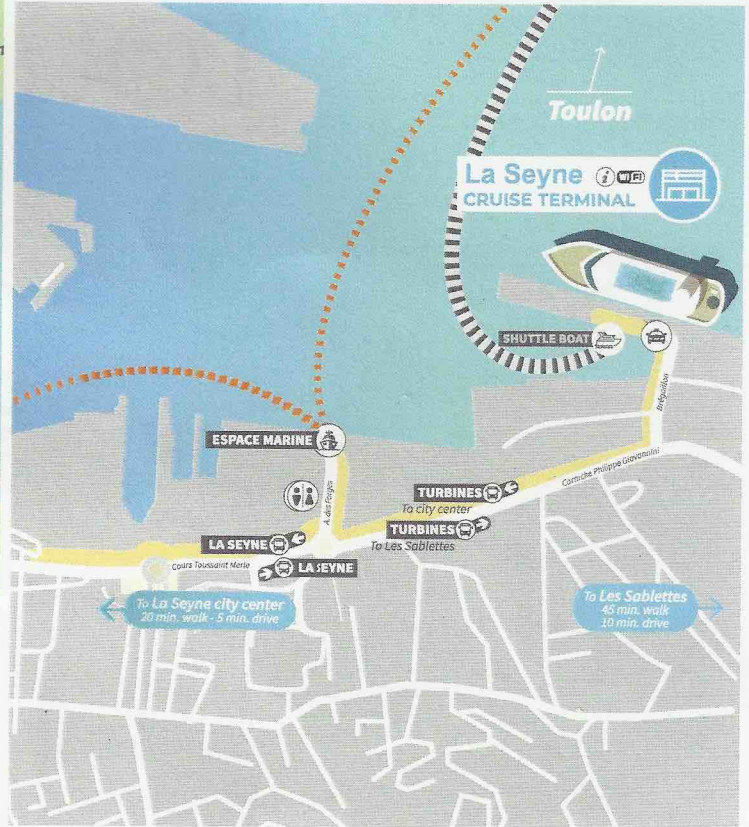 Toulon
La Seyne i WiFi
CRUISE TERMINAL
SHUTTLE BOAT
Brégaillon
ESPACE MARINE
A. des Forges
Corniche Philippe Giovannini
TURBINES
To city center
TURBINES
To Les Sablettes
LA SEYNE
Cours Toussaint Merle
LA SEYNE
To La Seyne city center
20 min. walk - 5 min. drive
To Les Sablettes
45 min. walk
10 min. drive